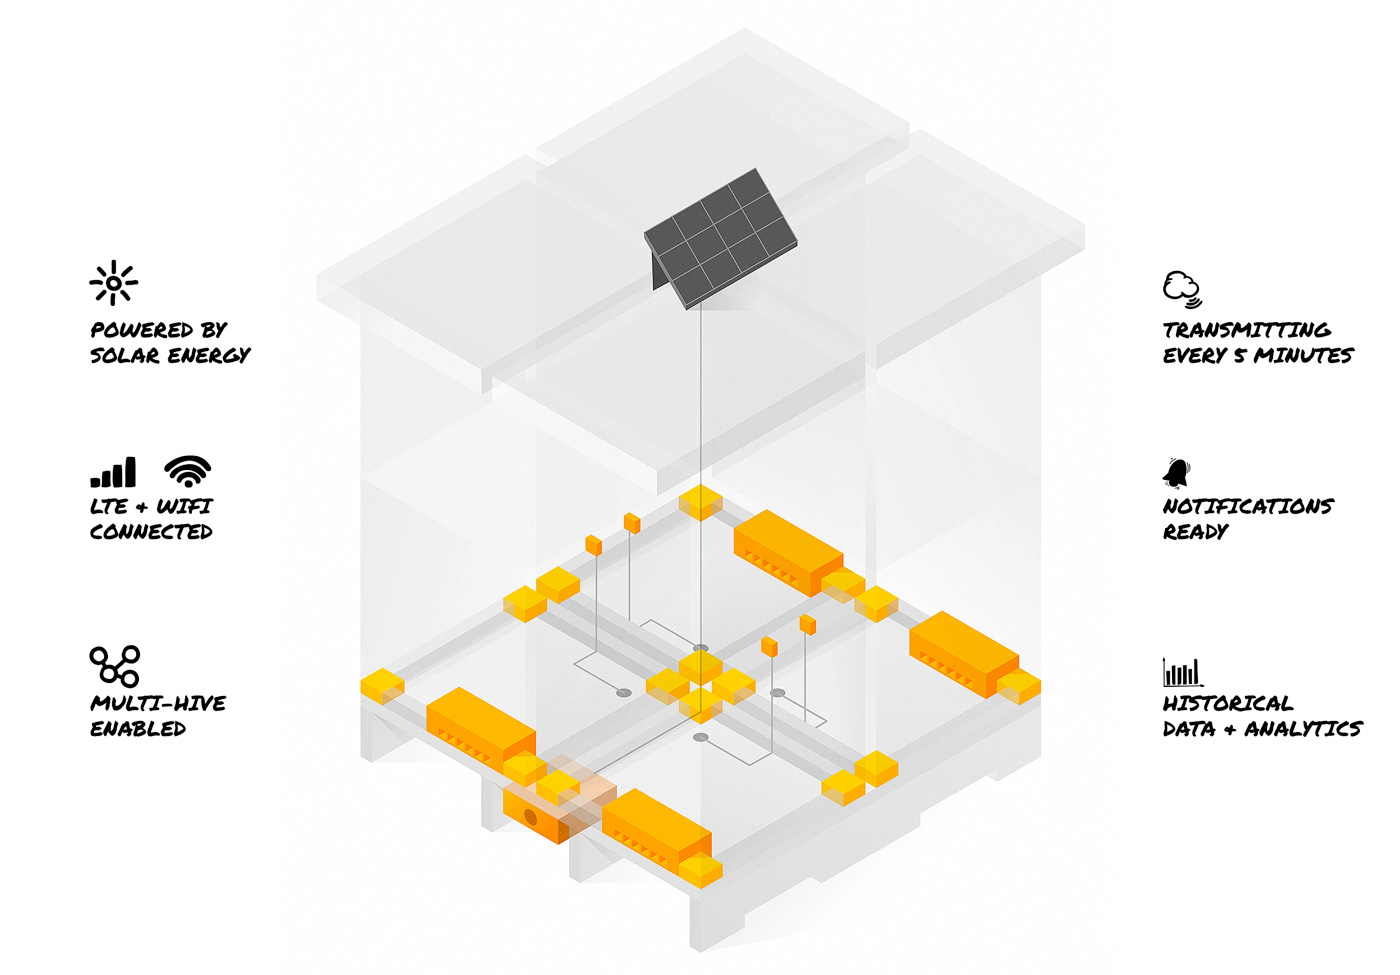 POWERED BY
SOLAR ENERGY
LTE + WIFI
CONNECTED
MULTI-HIVE
ENABLED
TRANSMITTING
EVERY 5 MINUTES
NOTIFICATIONS
READY
HISTORICAL
DATA + ANALYTICS